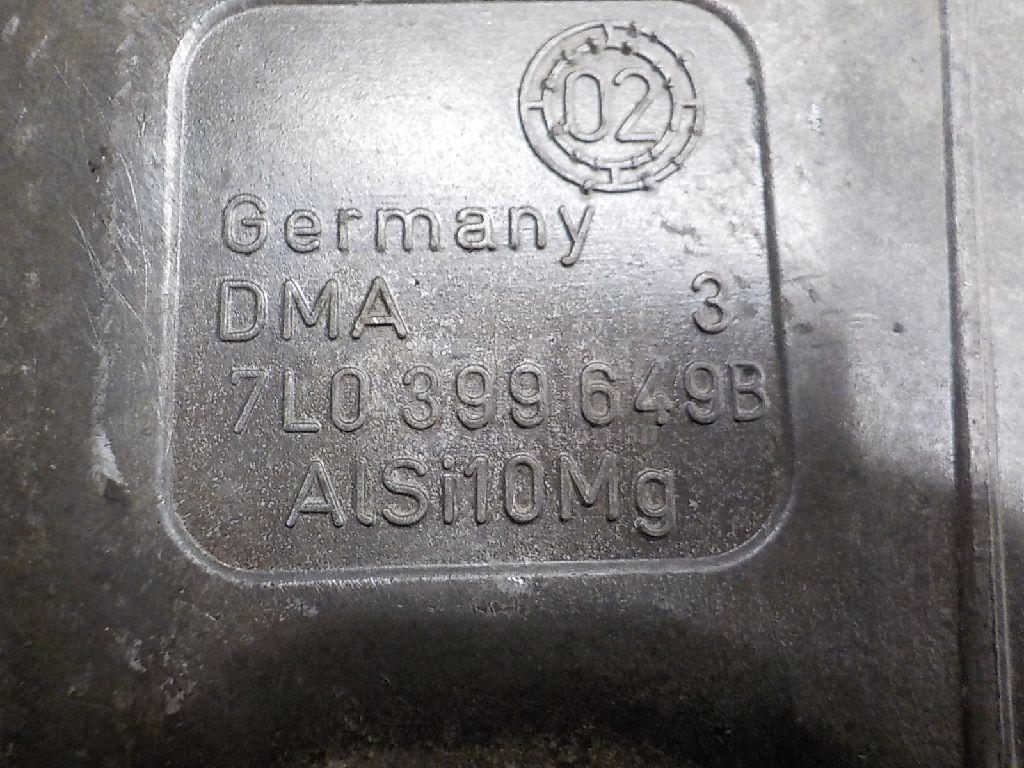 02
Germany
DMA 3
7L0 399 649B
AlSi10Mg